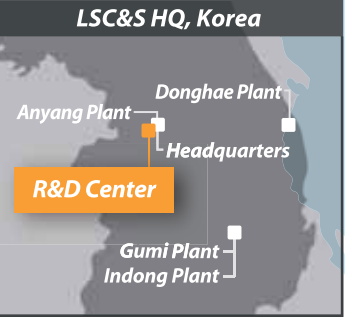 LSC&S HQ, Korea
Donghae Plant
Anyang Plant
Headquarters
R&D Center
Gumi Plant
Indong Plant